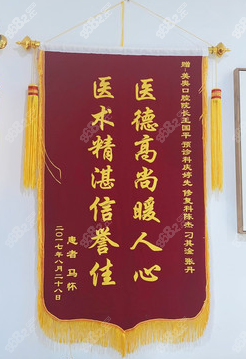 赠:美奥口腔院长王国平 预诊科庆婷先 修复科陈杰 刁其淦 张丹
医德高尚暖人心
医术精湛信誉佳
患者 马怀
二〇一七年八月二十八日